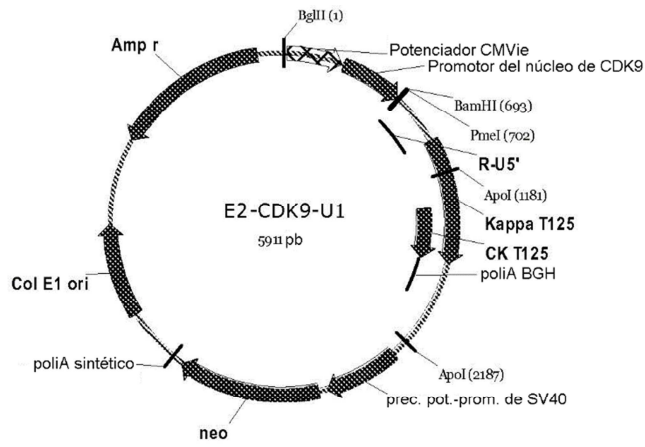 BglII (1)
Amp r
Potenciador CMVie
Promotor del núcleo de CDK9
BamHI (693)
PmeI (702)
R-U5'
ApoI (1181)
E2-CDK9-U1
Kappa T125
5911 pb
CK T125
poliA BGH
Col E1 ori
poliA sintético
ApoI (2187)
prec. pot.-prom. de SV40
neo